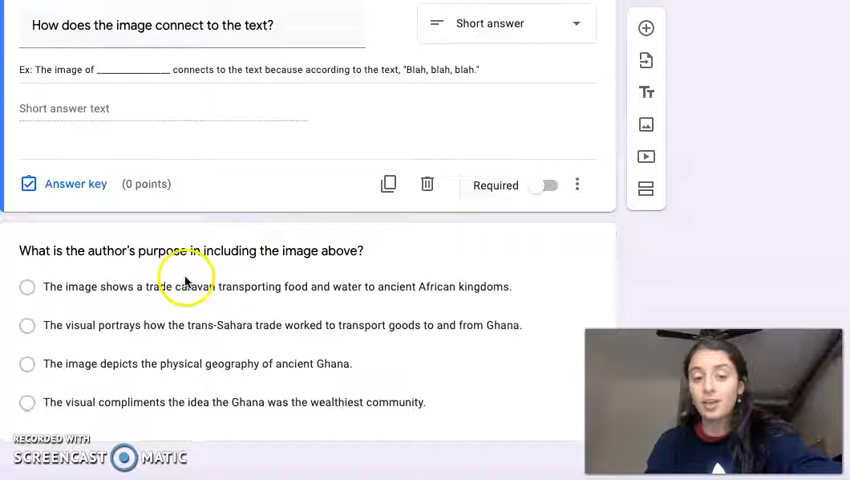 How does the image connect to the text?
Short answer
Ex: The image of ________________ connects to the text because according to the text, "Blah, blah, blah."
Short answer text
Answer key (0 points)
Required
Tт
What is the author's purpose in including the image above?
The image shows a trade caravan transporting food and water to ancient African kingdoms.
The visual portrays how the trans-Sahara trade worked to transport goods to and from Ghana.
The image depicts the physical geography of ancient Ghana.
The visual compliments the idea the Ghana was the wealthiest community.
RECORDED WITH
SCREENCAST MATIC